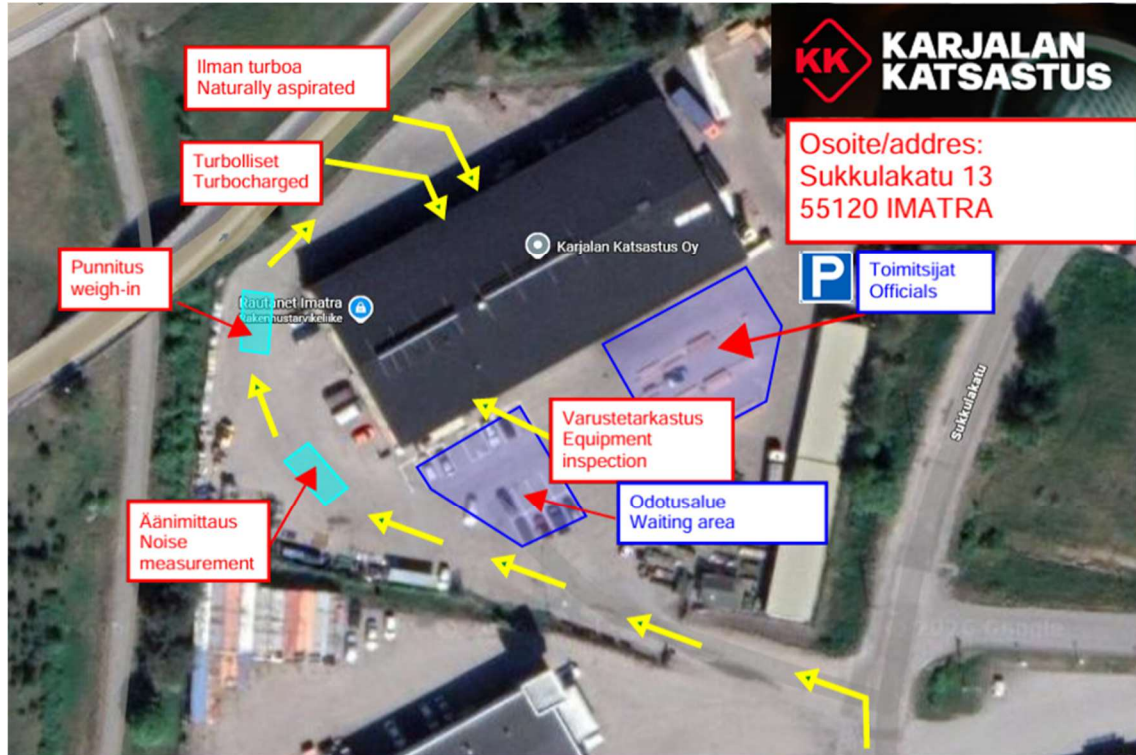 KK KARJALAN
KATSASTUS
Osoite/addres:
Sukkulakatu 13
55120 IMATRA
Ilman turboa
Naturally aspirated
Turbolliset
Turbocharged
Punnitus
weigh-in
Karjalan Katsastus Oy
Rautanet Imatra
Rakennustarvikeliike
P
Toimitsijat
Officials
Sukkulakatu
Varustetarkastus
Equipment
inspection
Odotusalue
Waiting area
Äänimittaus
Noise
measurement